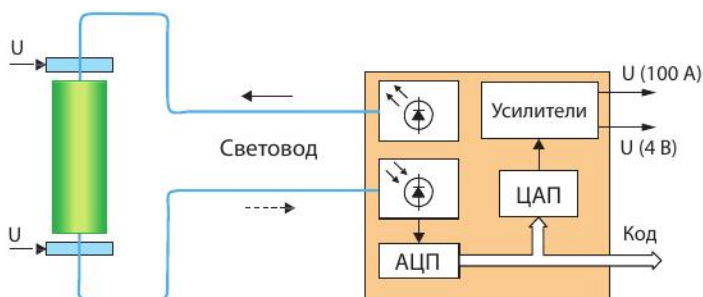 U
U (100 А)
Усилители
U (4 В)
Световод
ЦАП
U
Код
АЦП